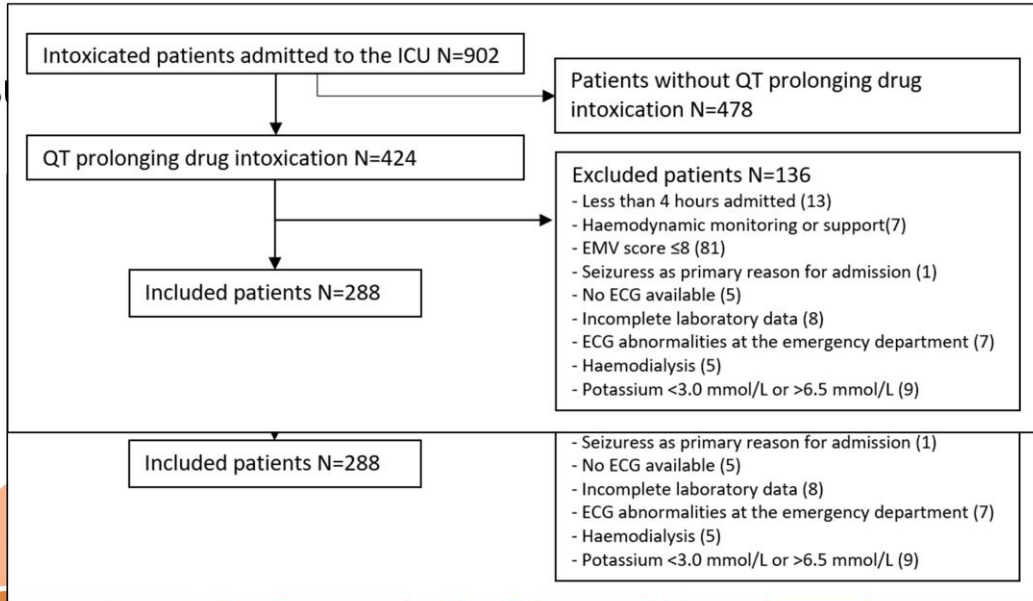 Intoxicated patients admitted to the ICU N=902
Patients without QT prolonging drug
intoxication N=478
QT prolonging drug intoxication N=424
Excluded patients N=136
- Less than 4 hours admitted (13)
- Haemodynamic monitoring or support(7)
- EMV score ≤8 (81)
- Seizuress as primary reason for admission (1)
- No ECG available (5)
- Incomplete laboratory data (8)
- ECG abnormalities at the emergency department (7)
- Haemodialysis (5)
- Potassium <3.0 mmol/L or >6.5 mmol/L (9)
Included patients N=288
- Seizuress as primary reason for admission (1)
- No ECG available (5)
- Incomplete laboratory data (8)
- ECG abnormalities at the emergency department (7)
- Haemodialysis (5)
- Potassium <3.0 mmol/L or >6.5 mmol/L (9)
Included patients N=288